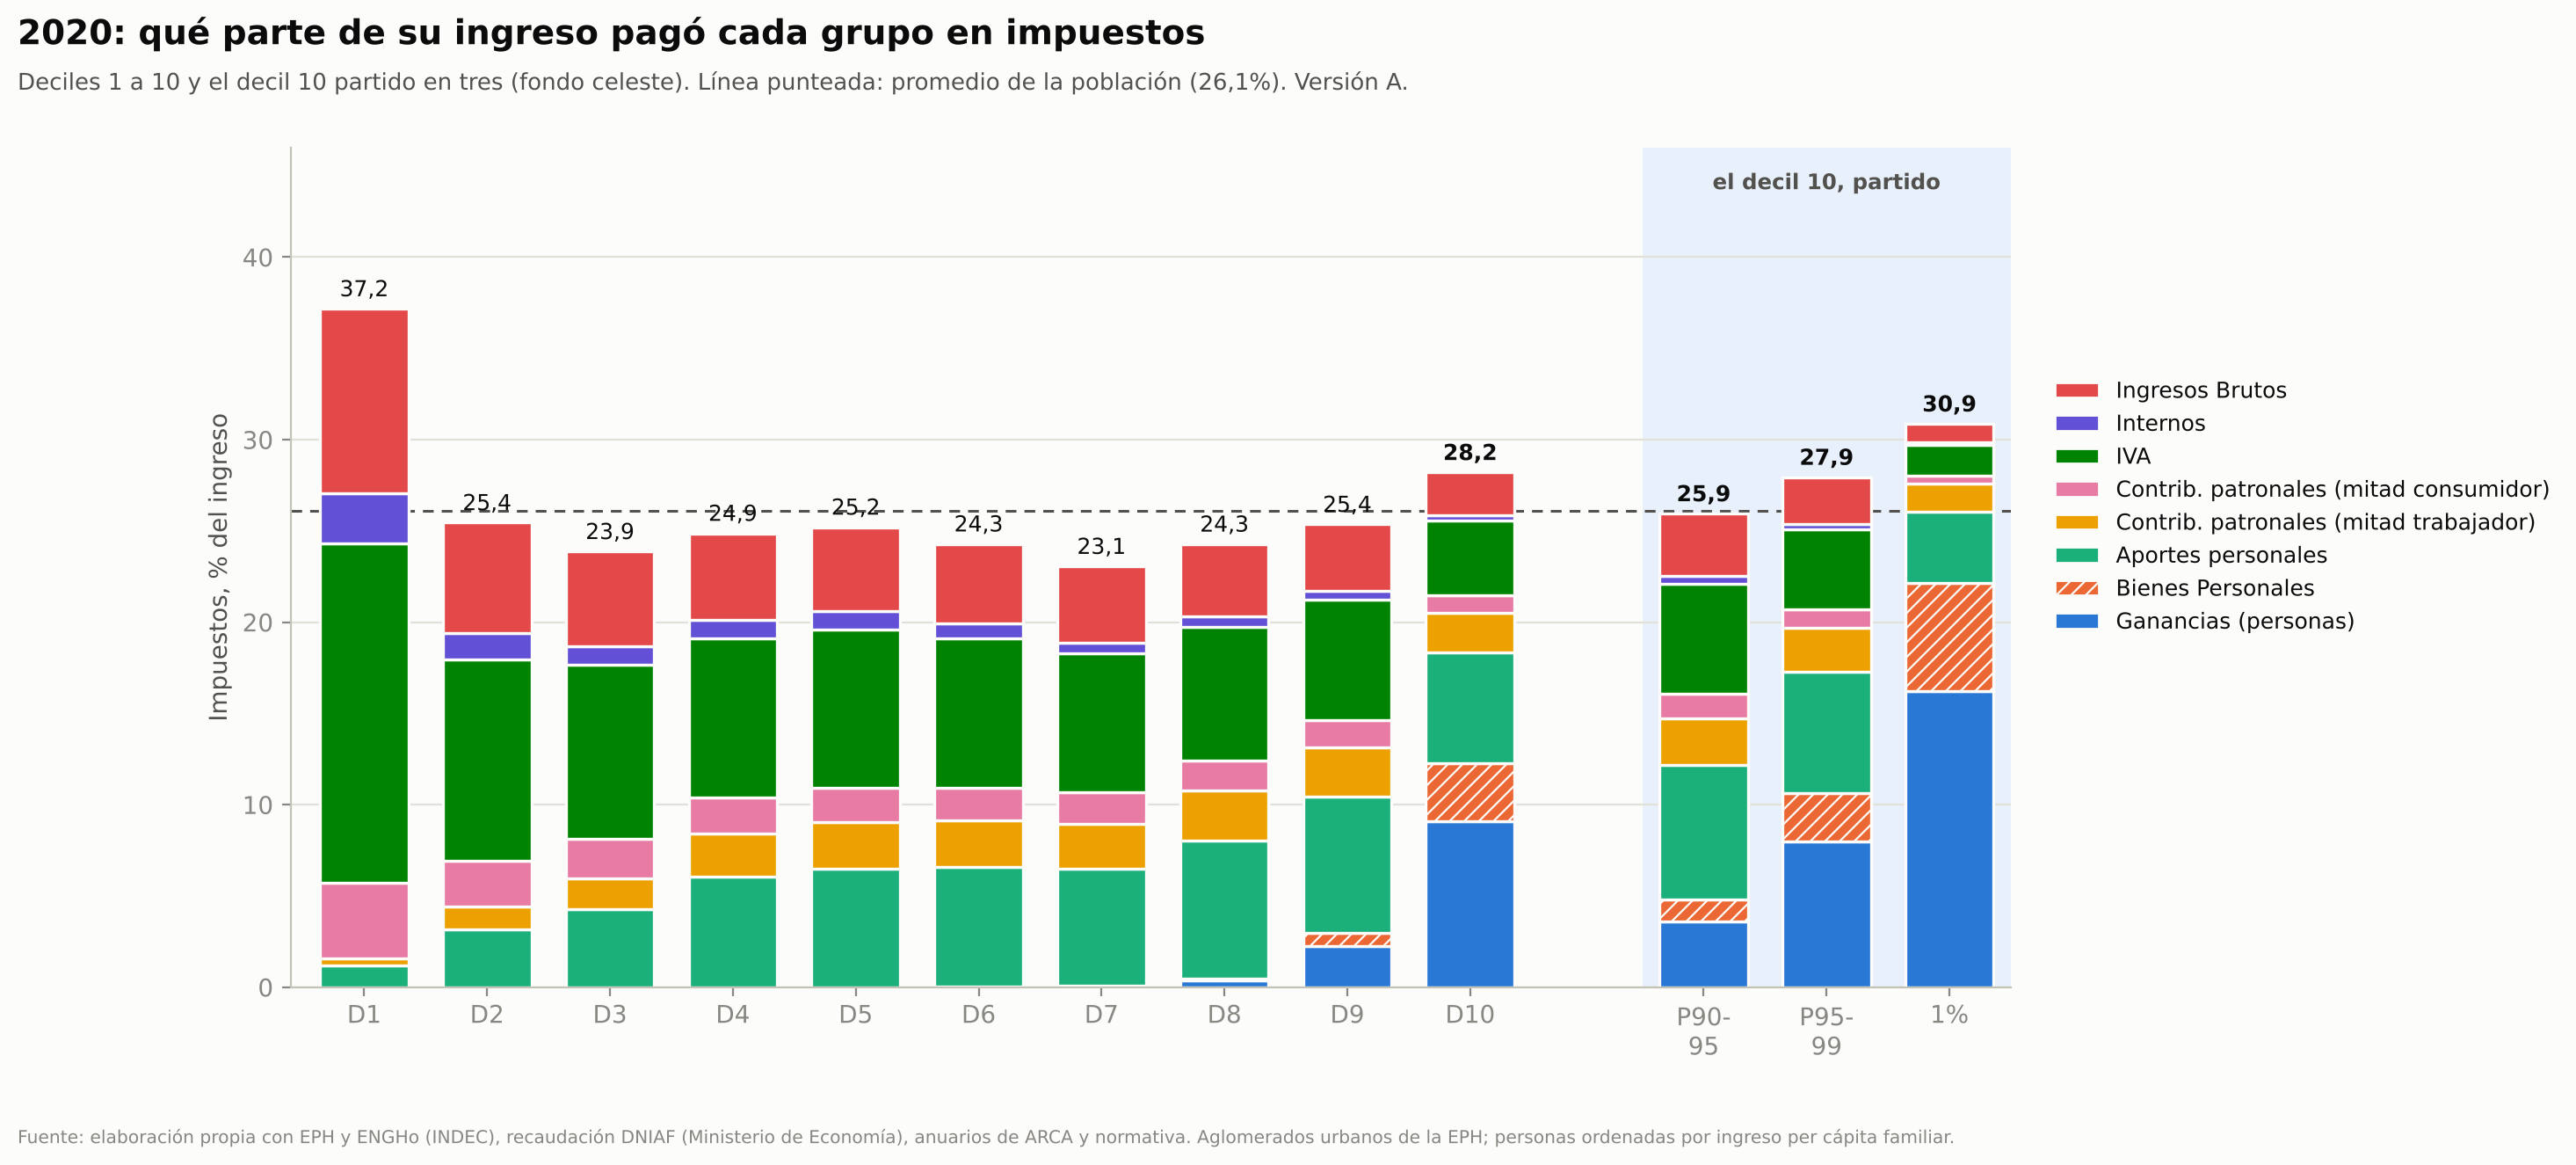 2020: qué parte de su ingreso pagó cada grupo en impuestos
Deciles 1 a 10 y el decil 10 partido en tres (fondo celeste). Línea punteada: promedio de la población (26,1%). Versión A.
el decil 10, partido
Impuestos, % del ingreso
40
30
20
10
0
37,2
25,4
23,9
24,9
25,2
24,3
23,1
24,3
25,4
28,2
25,9
27,9
30,9
D1
D2
D3
D4
D5
D6
D7
D8
D9
D10
P90-
95
P95-
99
1%
Ingresos Brutos
Internos
IVA
Contrib. patronales (mitad consumidor)
Contrib. patronales (mitad trabajador)
Aportes personales
Bienes Personales
Ganancias (personas)
Fuente: elaboración propia con EPH y ENGHo (INDEC), recaudación DNIAF (Ministerio de Economía), anuarios de ARCA y normativa. Aglomerados urbanos de la EPH; personas ordenadas por ingreso per cápita familiar.